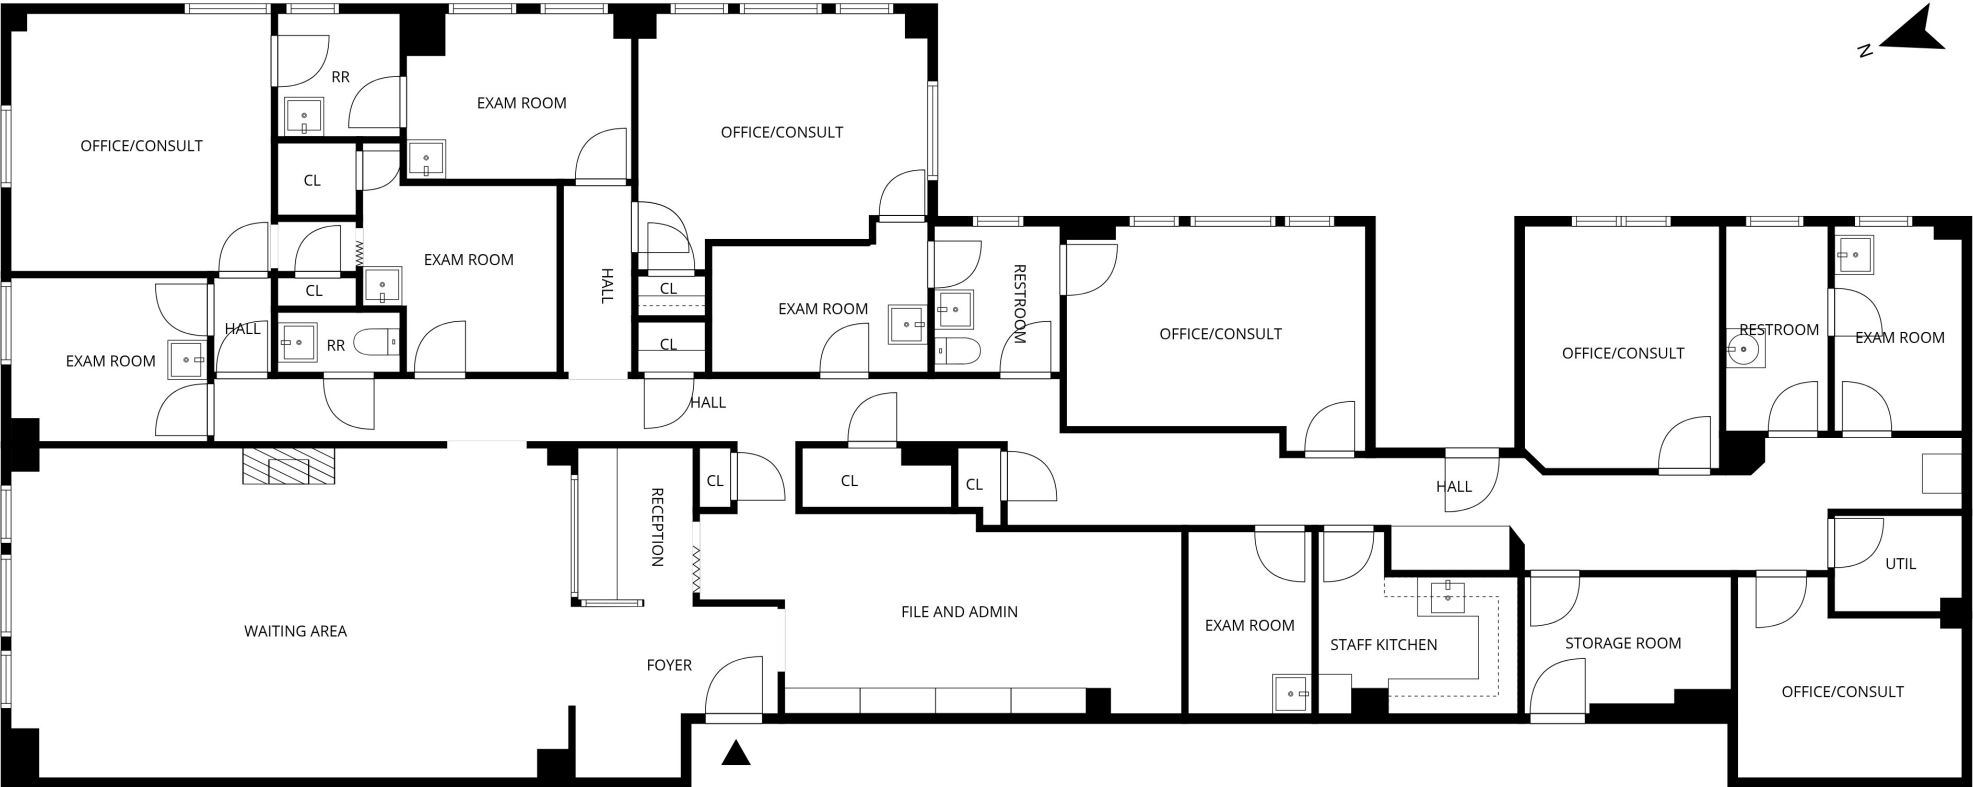 N
RR
EXAM ROOM
OFFICE/CONSULT
OFFICE/CONSULT
CL
EXAM ROOM
HALL
CL
CL
EXAM ROOM
RESTROOM
OFFICE/CONSULT
OFFICE/CONSULT
RESTROOM
EXAM ROOM
HALL
EXAM ROOM
RR
CL
HALL
CL
CL
CL
HALL
RECEPTION
UTIL
WAITING AREA
FOYER
FILE AND ADMIN
EXAM ROOM
STAFF KITCHEN
STORAGE ROOM
OFFICE/CONSULT